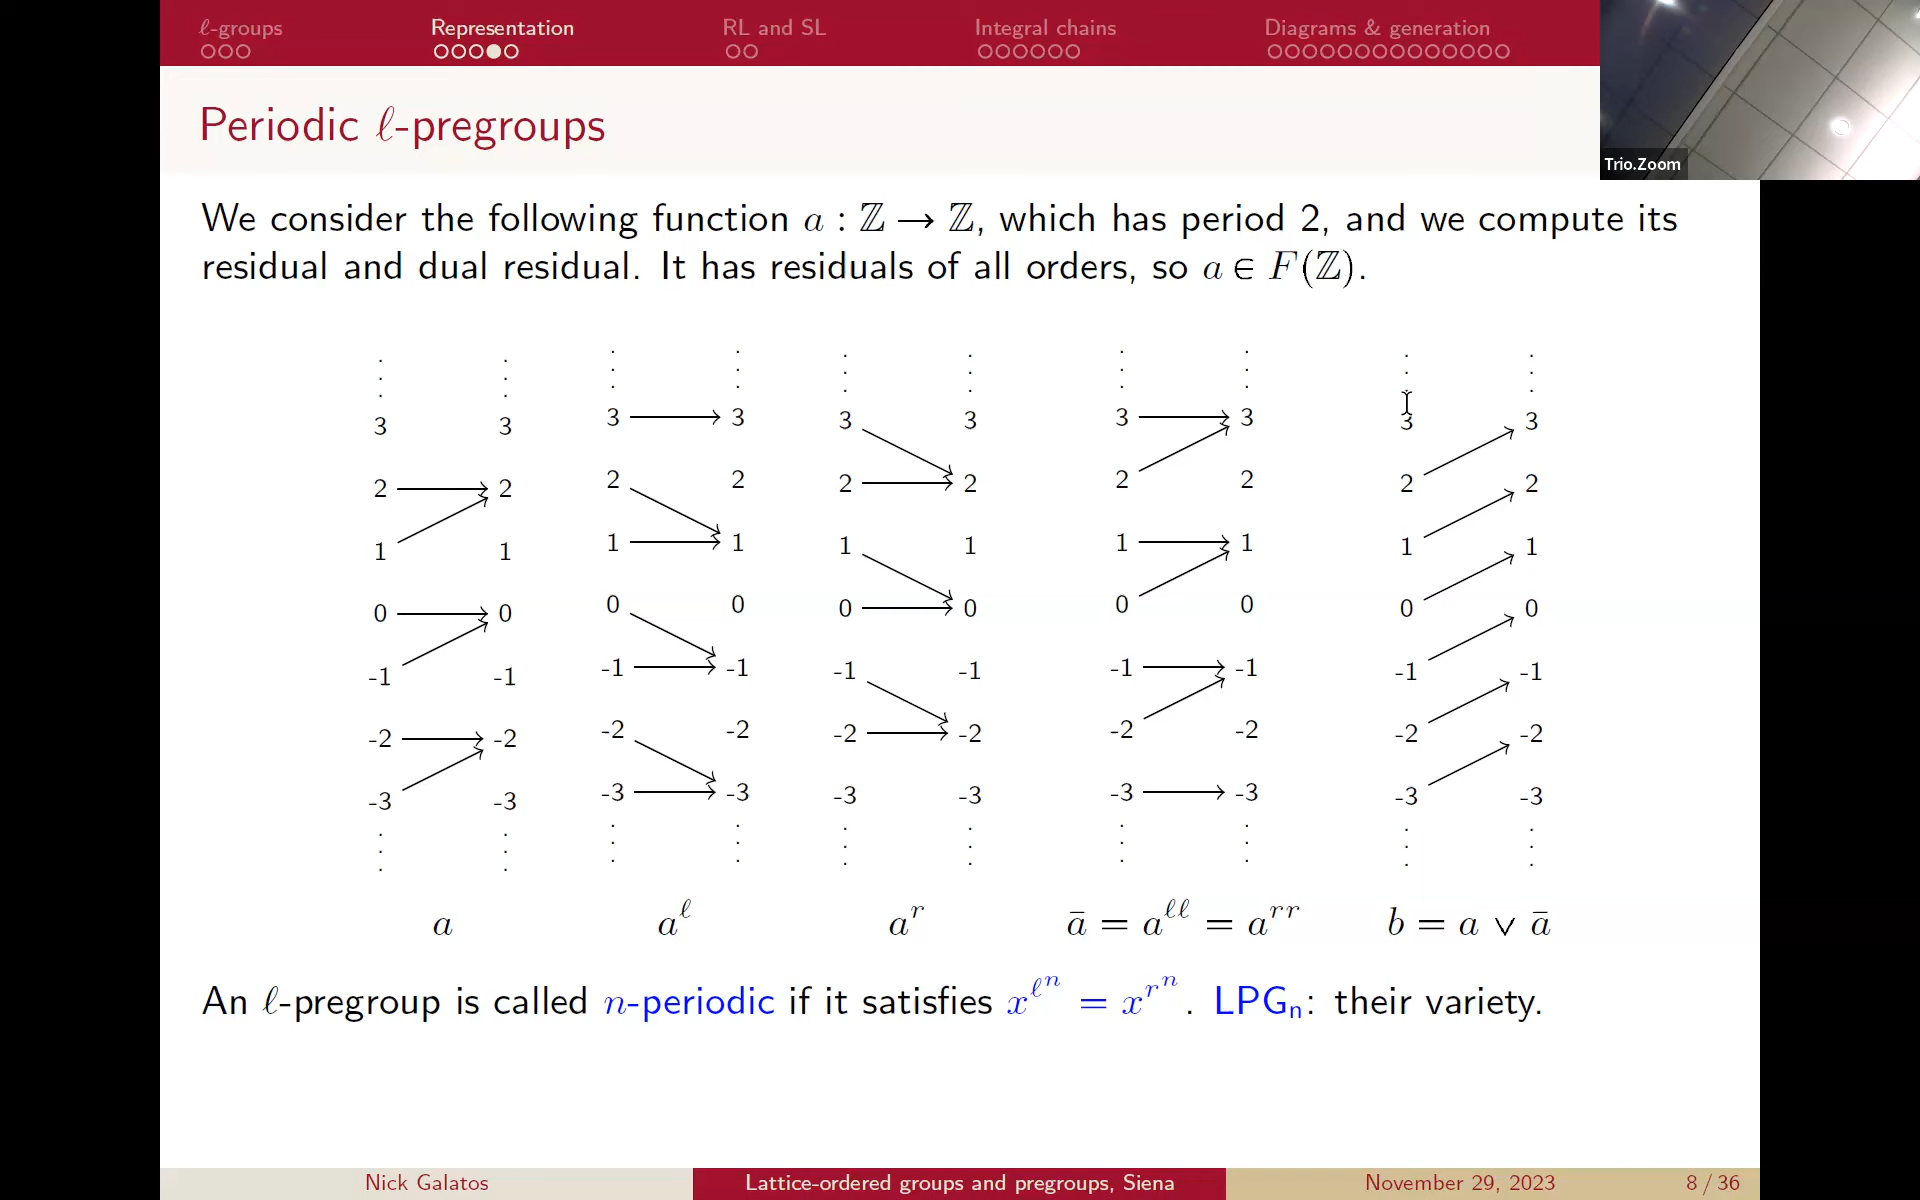 ℓ-groups Representation RL and SL Integral chains Diagrams & generation
Trio.Zoom
Periodic ℓ-pregroups
We consider the following function a : ℤ → ℤ, which has period 2, and we compute its
residual and dual residual. It has residuals of all orders, so a ∈ F(ℤ).
3 3 3 3 3 3 3 3 3 3
2 2 2 2 2 2 2 2 2 2
1 1 1 1 1 1 1 1 1 1
0 0 0 0 0 0 0 0 0 0
-1 -1 -1 -1 -1 -1 -1 -1 -1 -1
-2 -2 -2 -2 -2 -2 -2 -2 -2 -2
-3 -3 -3 -3 -3 -3 -3 -3 -3 -3
a a^ℓ a^r ā = a^{ℓℓ} = a^{rr} b = a ∨ ā
An ℓ-pregroup is called n-periodic if it satisfies x^{ℓ^n} = x^{r^n}. LPG_n: their variety.
Nick Galatos Lattice-ordered groups and pregroups, Siena November 29, 2023 8 / 36